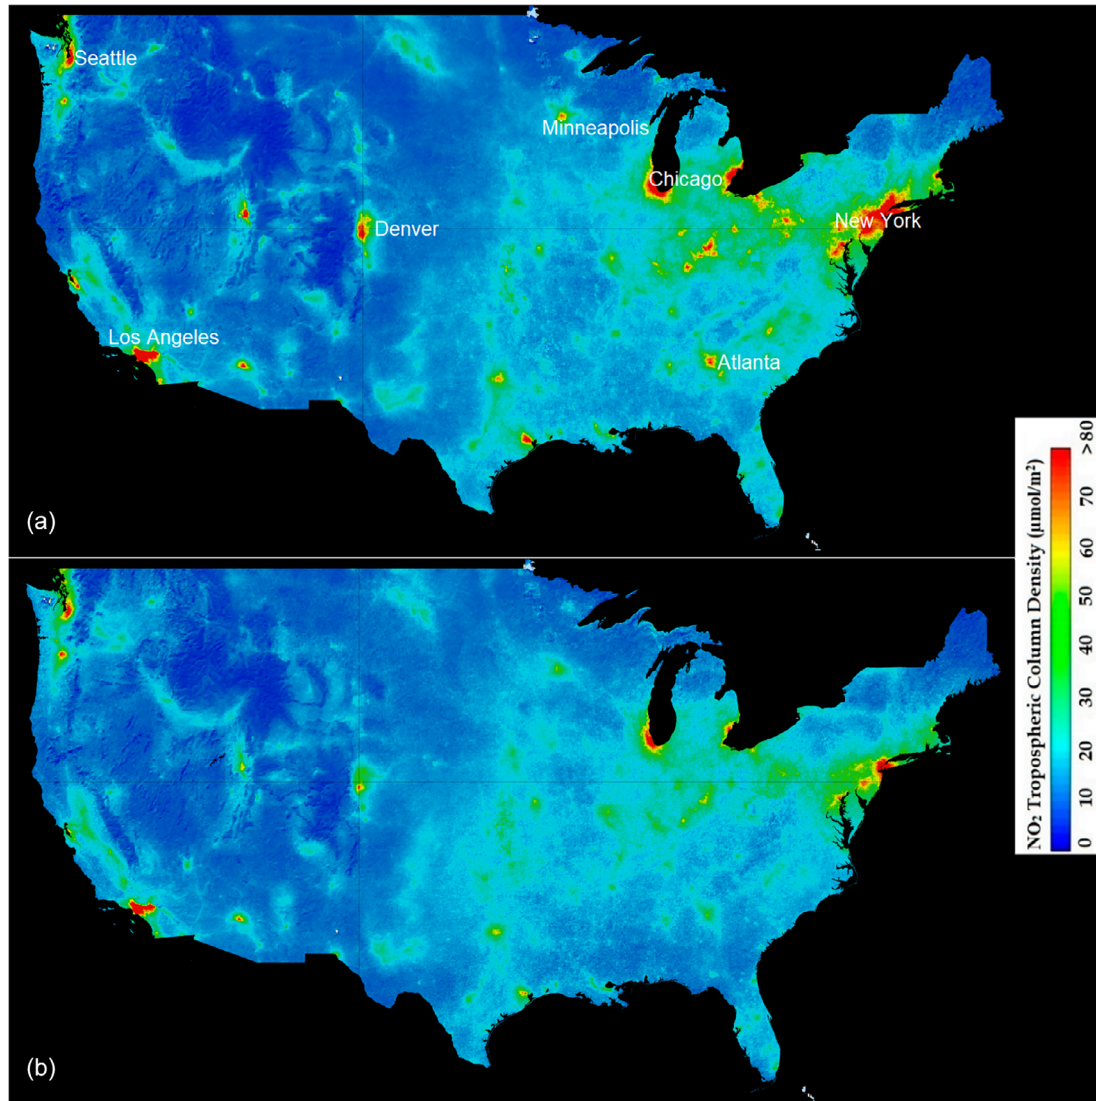 Seattle
Minneapolis
Chicago
New York
Denver
Los Angeles
Atlanta
(a)
NO₂ Tropospheric Column Density (µmol/m²)
>80
70
60
50
40
30
20
10
0
(b)